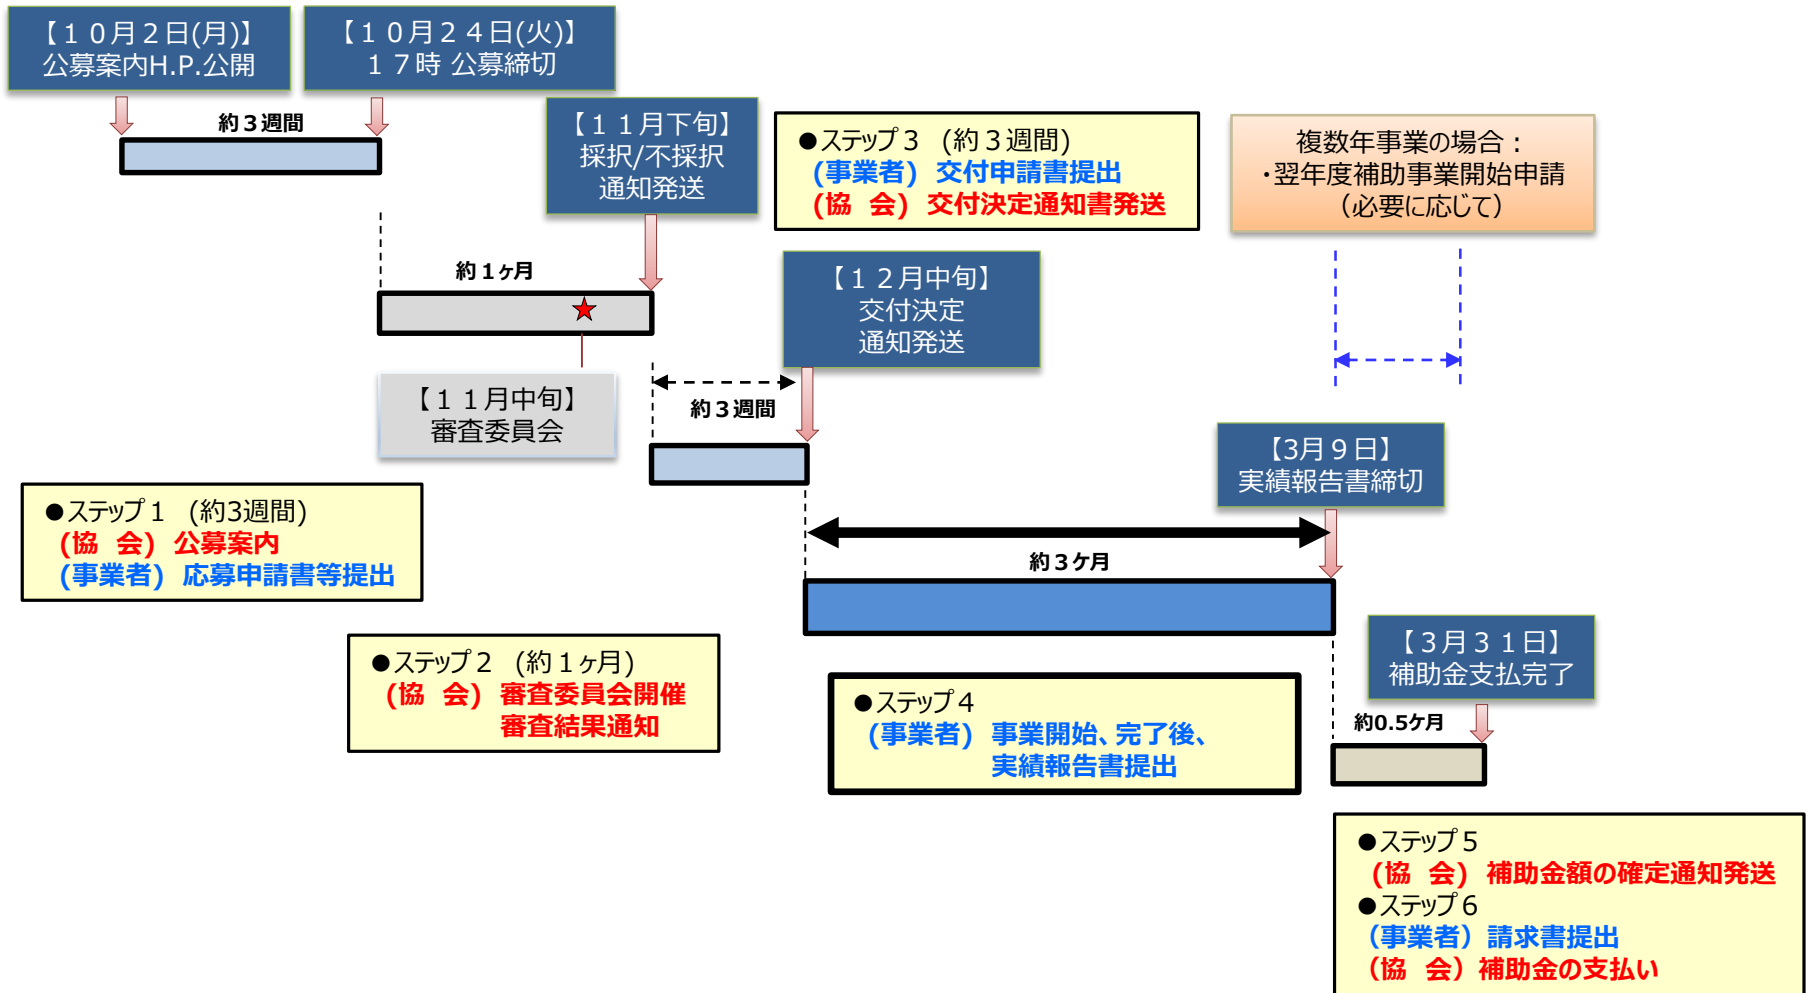 【１０月２日(月)】
公募案内H.P.公開
【１０月２４日(火)】
１７時 公募締切
約３週間
【１１月下旬】
採択/不採択
通知発送
●ステップ３ (約３週間)
(事業者) 交付申請書提出
(協　会) 交付決定通知書発送
複数年事業の場合：
・翌年度補助事業開始申請
（必要に応じて）
約１ヶ月
【１１月中旬】
審査委員会
【１２月中旬】
交付決定
通知発送
約３週間
【3月９日】
実績報告書締切
●ステップ１ (約3週間)
(協　会) 公募案内
(事業者) 応募申請書等提出
約３ケ月
●ステップ２ (約１ヶ月)
(協　会) 審査委員会開催
審査結果通知
●ステップ４
(事業者) 事業開始、完了後、
実績報告書提出
【３月３１日】
補助金支払完了
約0.5ケ月
●ステップ５
(協　会) 補助金額の確定通知発送
●ステップ６
（事業者）請求書提出
（協　会）補助金の支払い